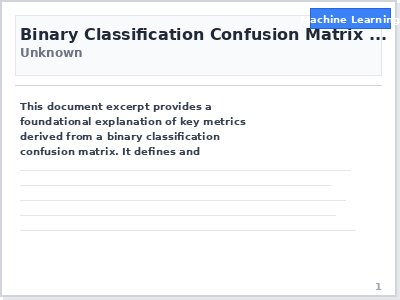 Machine Learning
Binary Classification Confusion Matrix ...
Unknown
This document excerpt provides a
foundational explanation of key metrics
derived from a binary classification
confusion matrix. It defines and
1